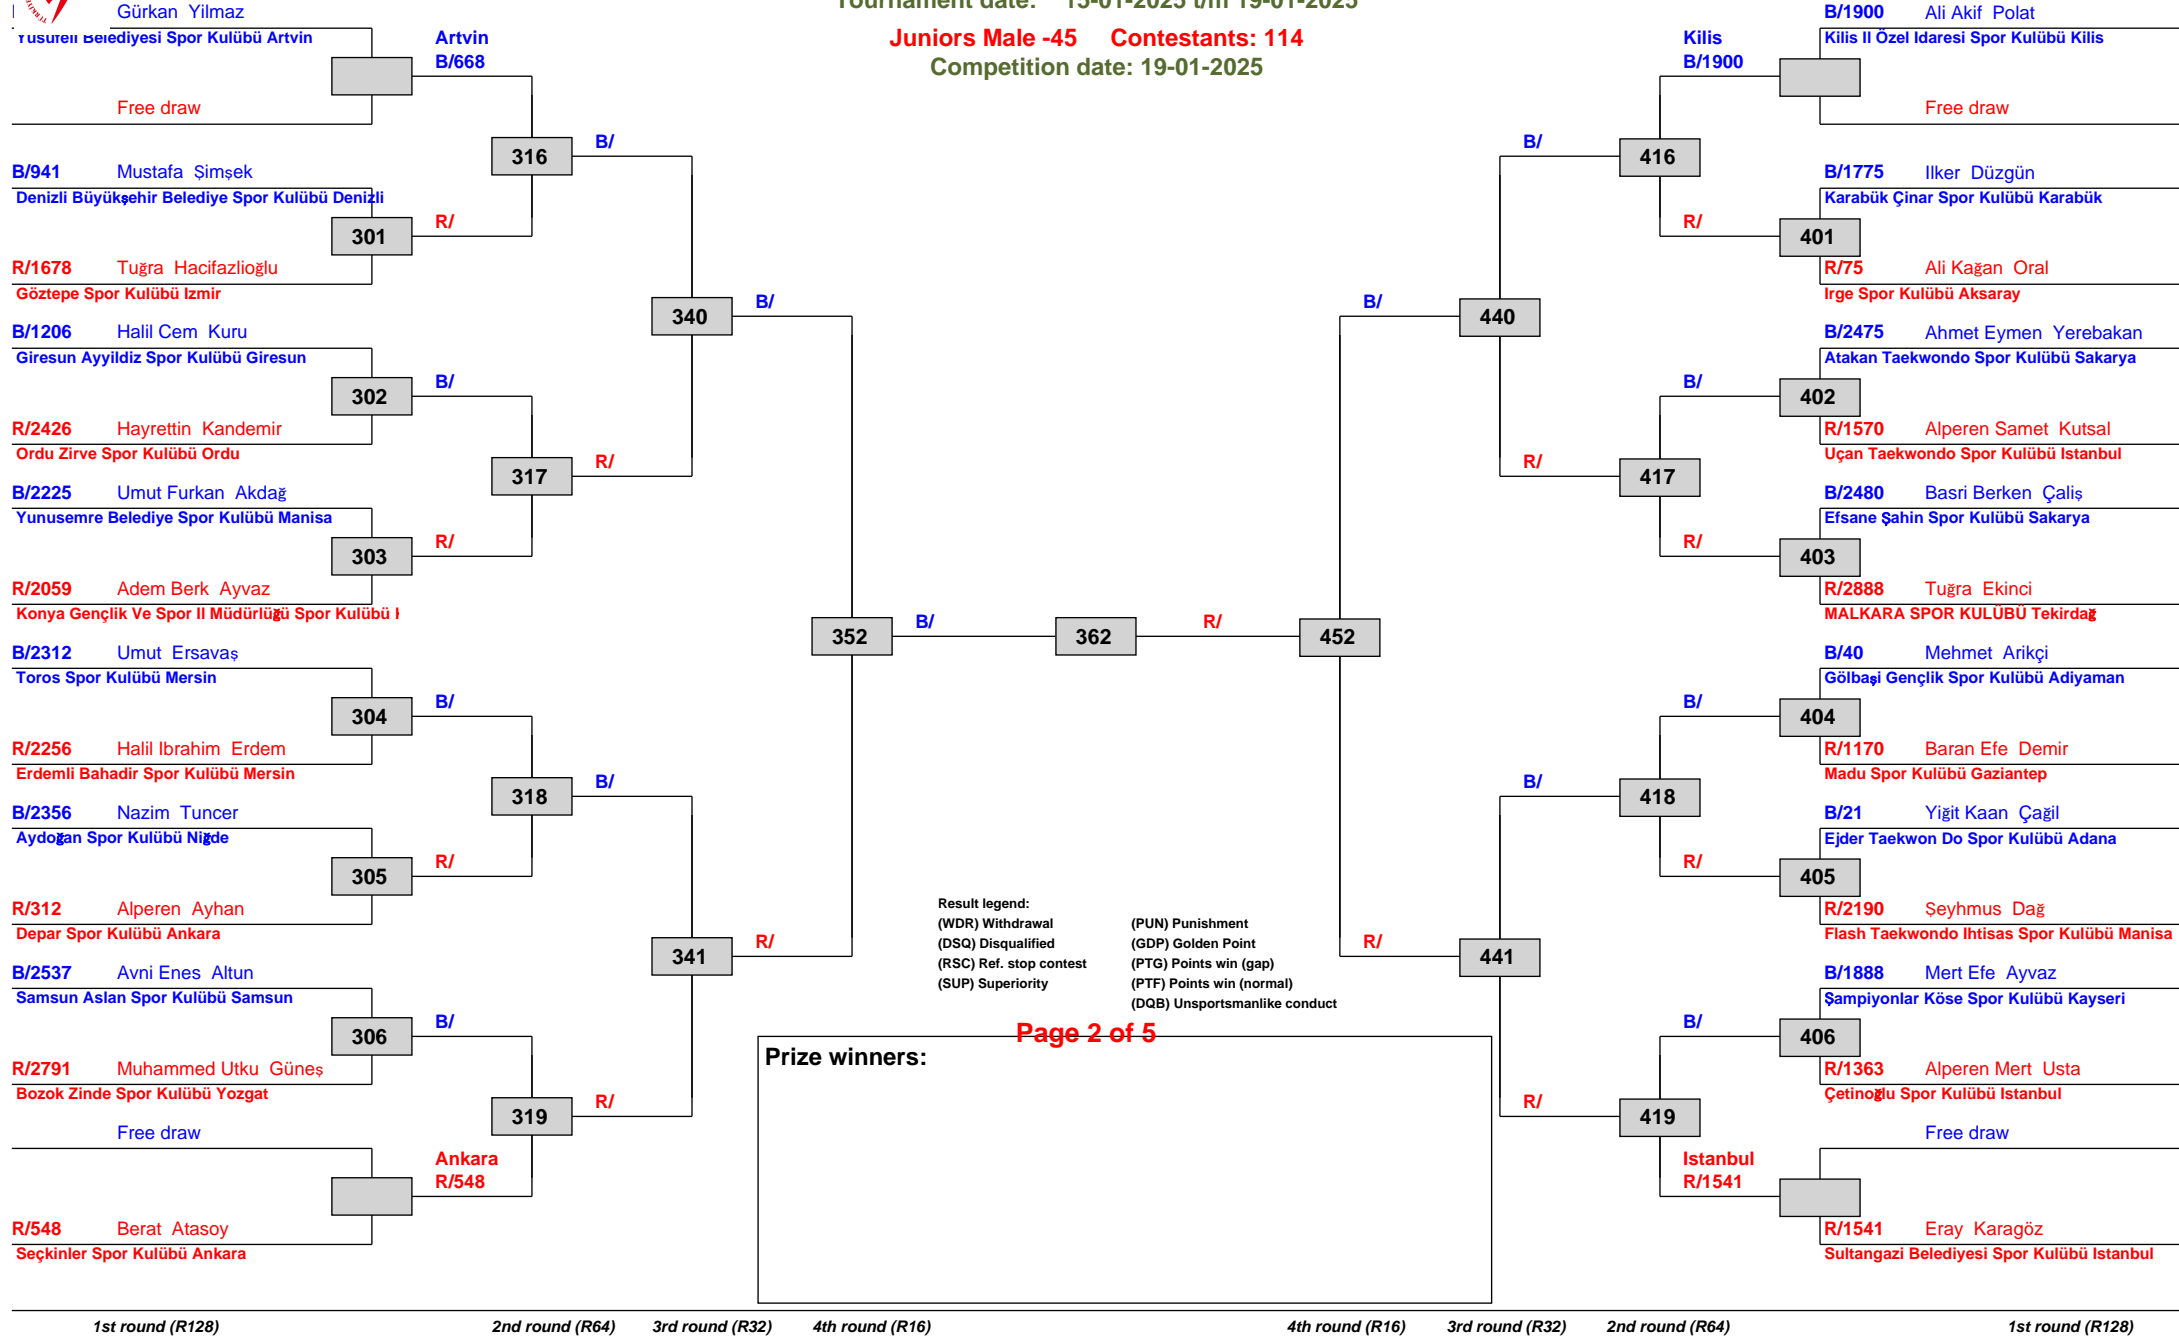 Tournament date: 15-01-2025 t/m 19-01-2025
Juniors Male -45 Contestants: 114
Competition date: 19-01-2025
Gürkan Yilmaz
Yusufeli Belediyesi Spor Kulübü Artvin
Artvin
B/668
Free draw
316
B/
B/941 Mustafa Şimşek
Denizli Büyükşehir Belediye Spor Kulübü Denizli
301
R/
R/1678 Tuğra Hacifazlioğlu
Göztepe Spor Kulübü Izmir
340
B/
B/1206 Halil Cem Kuru
Giresun Ayyildiz Spor Kulübü Giresun
302
B/
R/2426 Hayrettin Kandemir
Ordu Zirve Spor Kulübü Ordu
317
R/
B/2225 Umut Furkan Akdağ
Yunusemre Belediye Spor Kulübü Manisa
303
R/
R/2059 Adem Berk Ayvaz
Konya Gençlik Ve Spor Il Müdürlüğü Spor Kulübü
352
B/
362
R/
452
B/2312 Umut Ersavaş
Toros Spor Kulübü Mersin
304
B/
R/2256 Halil Ibrahim Erdem
Erdemli Bahadir Spor Kulübü Mersin
318
B/
B/2356 Nazim Tuncer
Aydoğan Spor Kulübü Niğde
305
R/
R/312 Alperen Ayhan
Depar Spor Kulübü Ankara
341
R/
B/2537 Avni Enes Altun
Samsun Aslan Spor Kulübü Samsun
306
B/
R/2791 Muhammed Utku Güneş
Bozok Zinde Spor Kulübü Yozgat
319
R/
Free draw
Ankara
R/548
R/548 Berat Atasoy
Seçkinler Spor Kulübü Ankara
B/1900 Ali Akif Polat
Kilis Il Özel Idaresi Spor Kulübü Kilis
Kilis
B/1900
Free draw
B/
416
B/1775 Ilker Düzgün
Karabük Çinar Spor Kulübü Karabük
R/
401
R/75 Ali Kağan Oral
Irge Spor Kulübü Aksaray
B/
440
B/2475 Ahmet Eymen Yerebakan
Atakan Taekwondo Spor Kulübü Sakarya
B/
402
R/1570 Alperen Samet Kutsal
Uçan Taekwondo Spor Kulübü Istanbul
R/
417
B/2480 Basri Berken Çaliş
Efsane Şahin Spor Kulübü Sakarya
R/
403
R/2888 Tuğra Ekinci
MALKARA SPOR KULÜBÜ Tekirdağ
B/40 Mehmet Arikçi
Gölbaşi Gençlik Spor Kulübü Adiyaman
B/
404
R/1170 Baran Efe Demir
Madu Spor Kulübü Gaziantep
B/
418
B/21 Yiğit Kaan Çağil
Ejder Taekwon Do Spor Kulübü Adana
R/
405
R/2190 Şeyhmus Dağ
Flash Taekwondo Ihtisas Spor Kulübü Manisa
R/
441
B/1888 Mert Efe Ayvaz
Şampiyonlar Köse Spor Kulübü Kayseri
B/
406
R/1363 Alperen Mert Usta
Çetinoğlu Spor Kulübü Istanbul
R/
419
Free draw
Istanbul
R/1541
R/1541 Eray Karagöz
Sultangazi Belediyesi Spor Kulübü Istanbul
Result legend:
(WDR) Withdrawal (PUN) Punishment
(DSQ) Disqualified (GDP) Golden Point
(RSC) Ref. stop contest (PTG) Points win (gap)
(SUP) Superiority (PTF) Points win (normal)
(DQB) Unsportsmanlike conduct
Page 2 of 5
Prize winners:
1st round (R128) 2nd round (R64) 3rd round (R32) 4th round (R16) 4th round (R16) 3rd round (R32) 2nd round (R64) 1st round (R128)